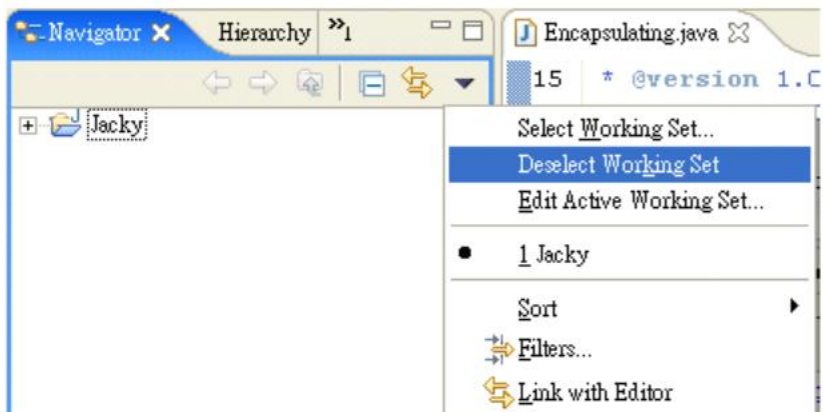 Navigator Hierarchy »1 Encapsulating.java
15 * @version 1.
Jacky
Select Working Set...
Deselect Working Set
Edit Active Working Set...
1 Jacky
Sort
Filters...
Link with Editor